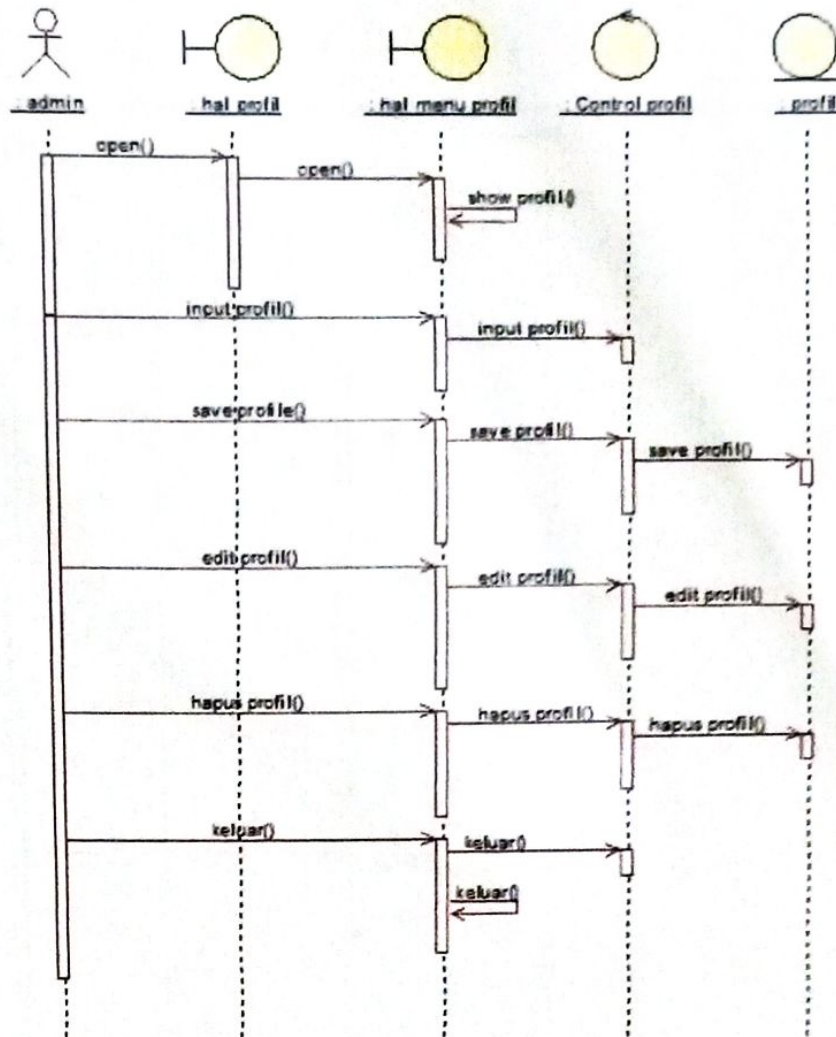 : admin
: hal profil
: hal menu profil
: Control profil
: profil
open()
open()
show profil()
input profil()
input profil()
save profile()
save profil()
save profil()
edit profil()
edit profil()
edit profil()
hapus profil()
hapus profil()
hapus profil()
keluar()
keluar()
keluar()